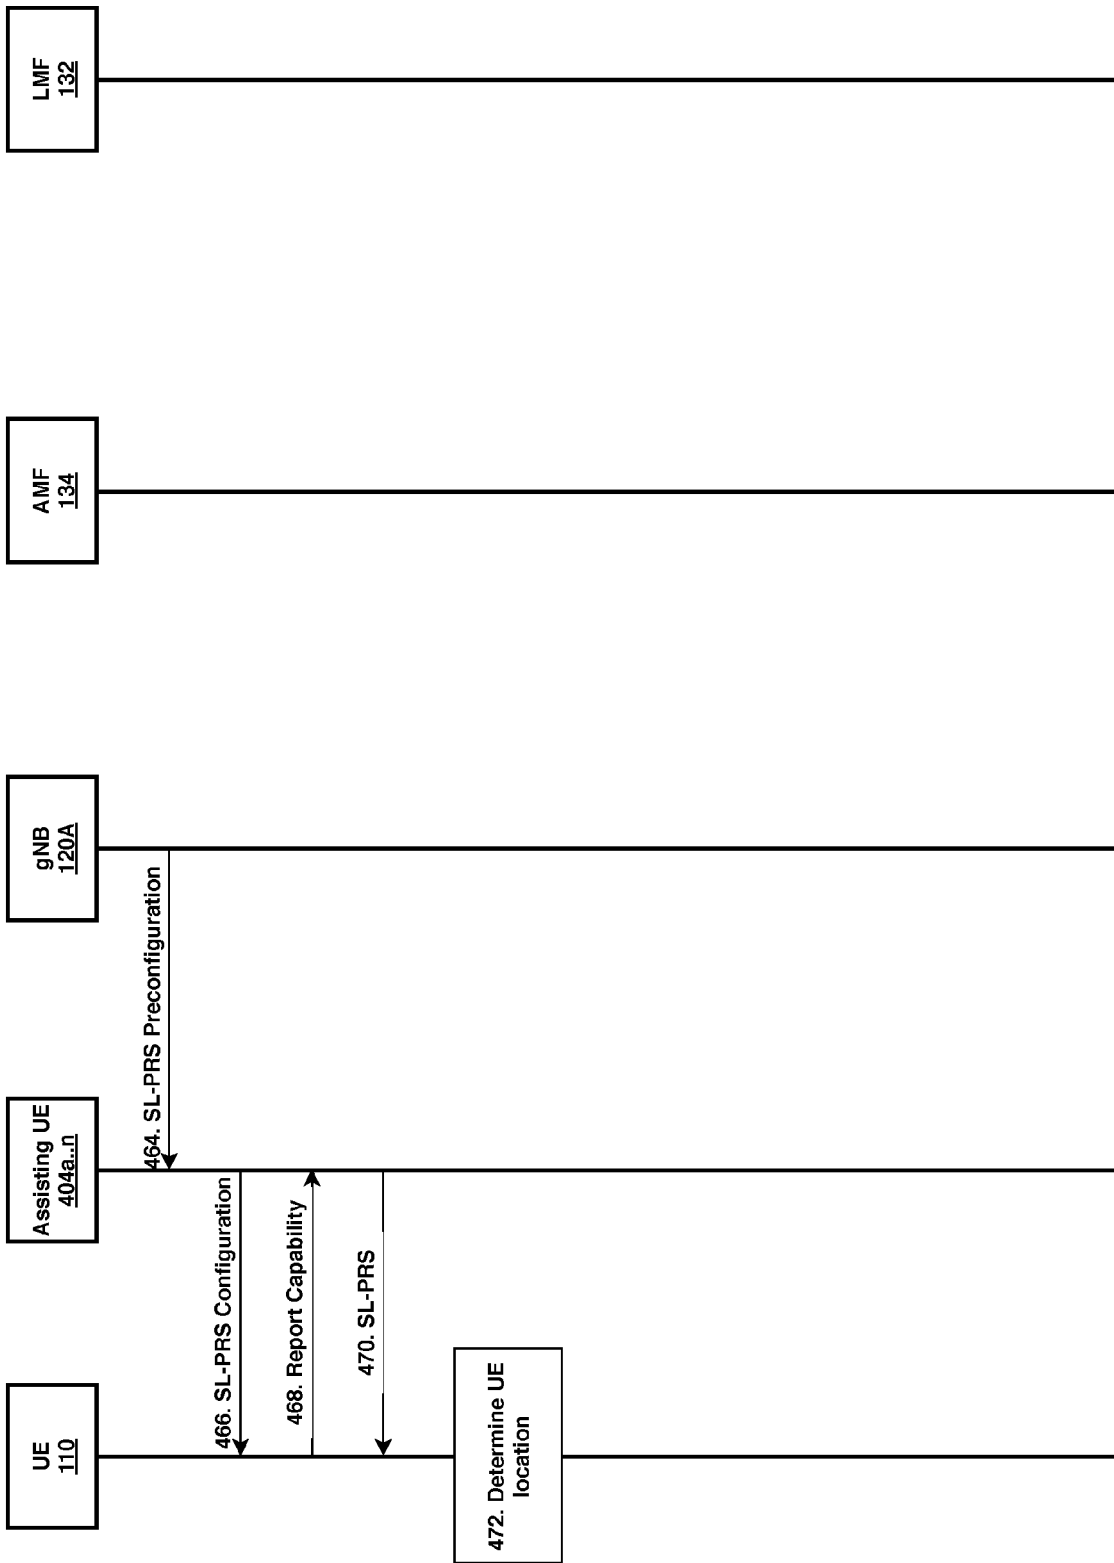 UE
110
Assisting UE
404a..n
gNB
120A
AMF
134
LMF
132
464. SL-PRS Preconfiguration
466. SL-PRS Configuration
468. Report Capability
470. SL-PRS
472. Determine UE
location